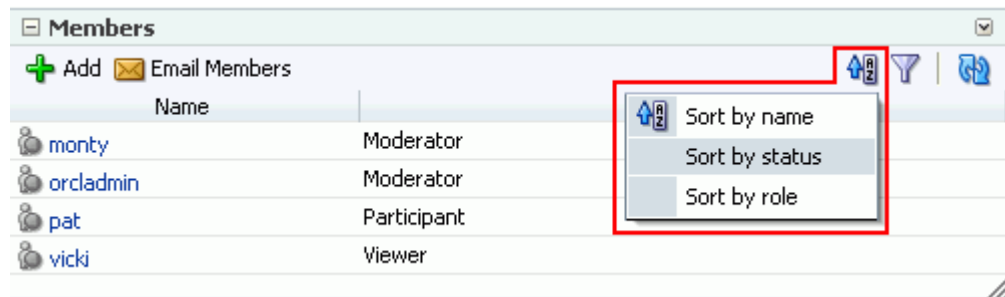 Members
Add Email Members
Name
Sort by name
monty Moderator
Sort by status
orcladmin Moderator
Sort by role
pat Participant
vicki Viewer